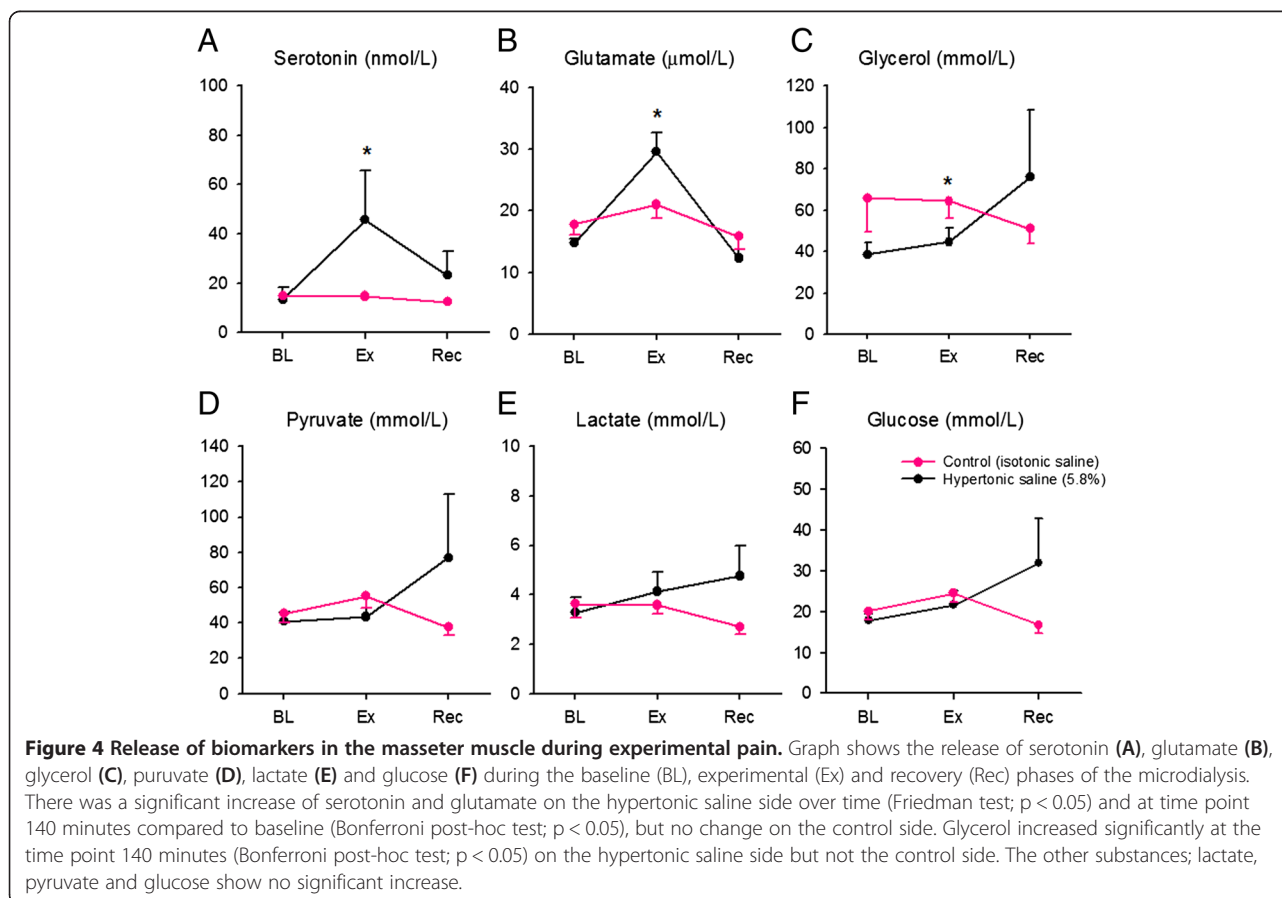 A
Serotonin (nmol/L)
100
80
60
40
20
0
*
BL Ex Rec
B
Glutamate (μmol/L)
40
30
20
10
0
*
BL Ex Rec
C
Glycerol (mmol/L)
120
100
80
60
40
20
0
*
BL Ex Rec
D
Pyruvate (mmol/L)
140
120
100
80
60
40
20
0
BL Ex Rec
E
Lactate (mmol/L)
10
8
6
4
2
0
BL Ex Rec
F
Glucose (mmol/L)
60
50
40
30
20
10
0
Control (isotonic saline)
Hypertonic saline (5.8%)
BL Ex Rec
Figure 4 Release of biomarkers in the masseter muscle during experimental pain. Graph shows the release of serotonin (A), glutamate (B),
glycerol (C), puruvate (D), lactate (E) and glucose (F) during the baseline (BL), experimental (Ex) and recovery (Rec) phases of the microdialysis.
There was a significant increase of serotonin and glutamate on the hypertonic saline side over time (Friedman test; p < 0.05) and at time point
140 minutes compared to baseline (Bonferroni post-hoc test; p < 0.05), but no change on the control side. Glycerol increased significantly at the
time point 140 minutes (Bonferroni post-hoc test; p < 0.05) on the hypertonic saline side but not the control side. The other substances; lactate,
pyruvate and glucose show no significant increase.